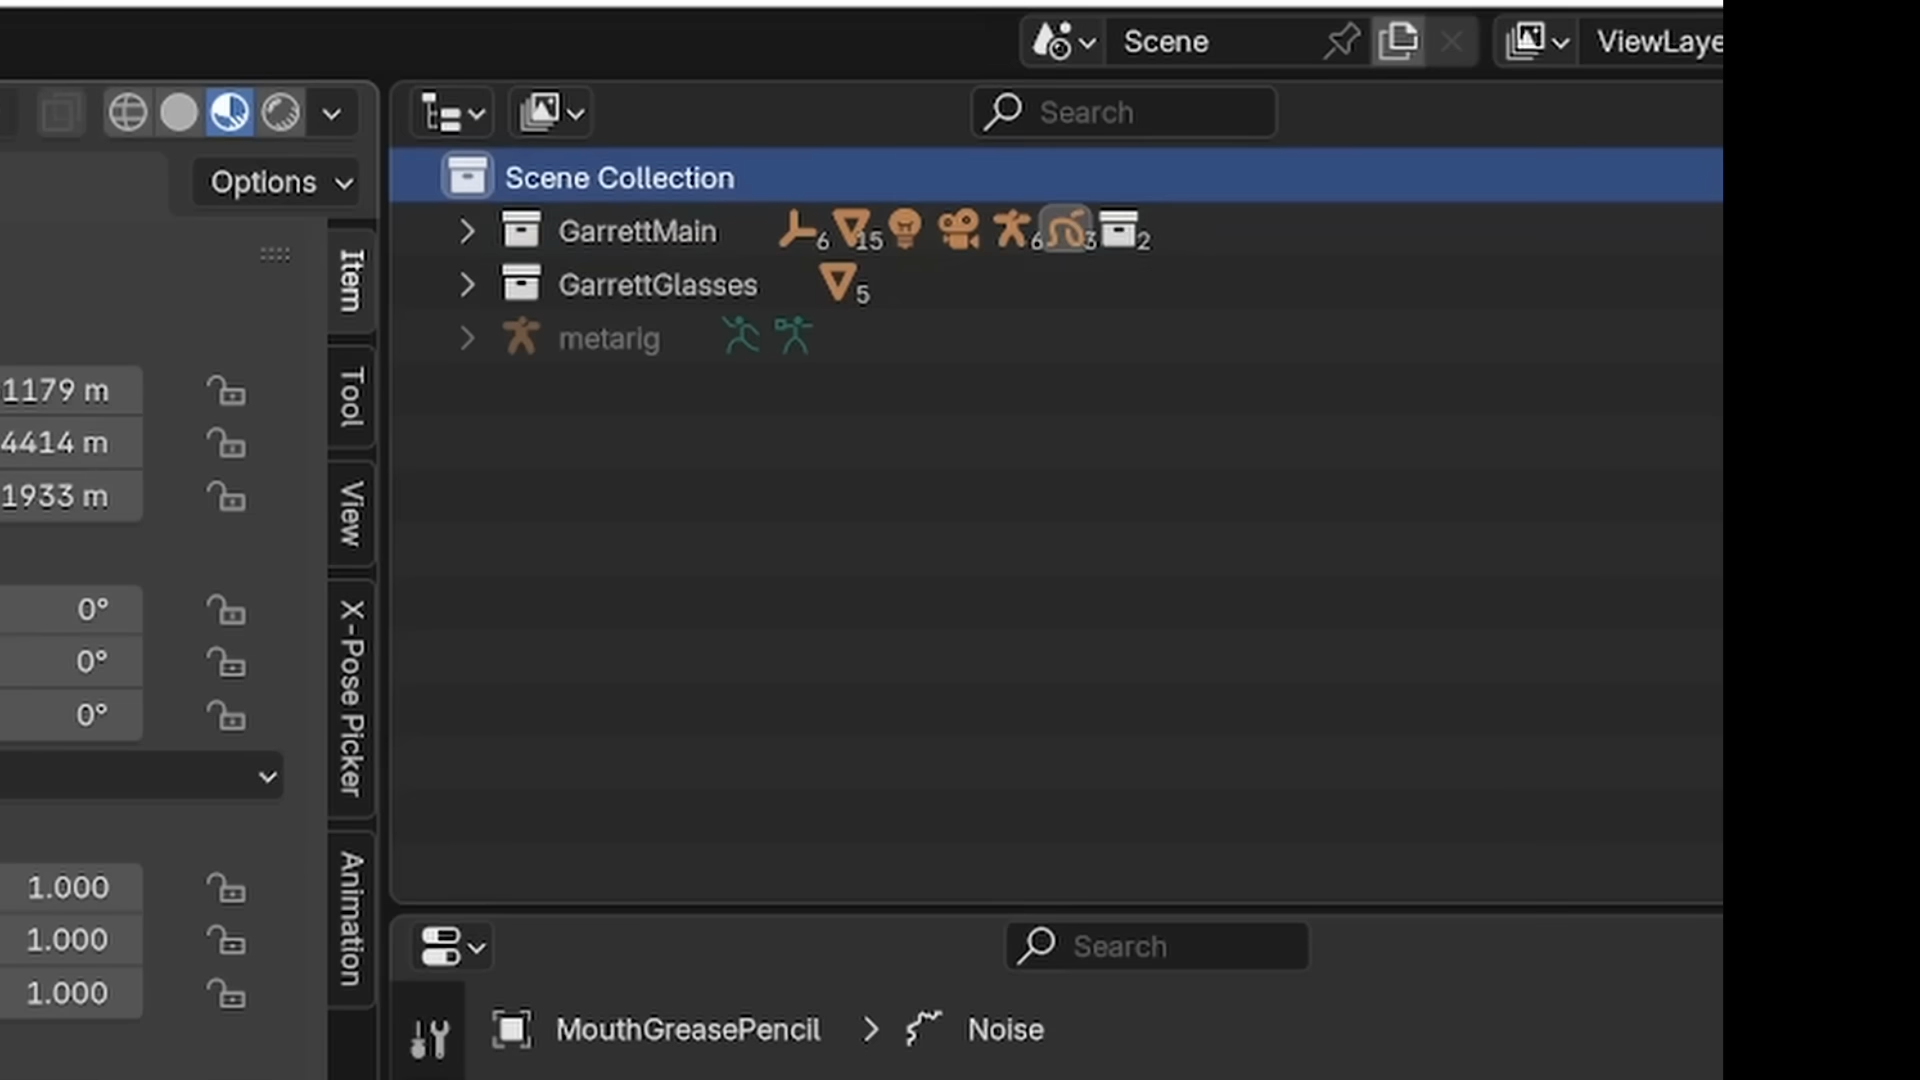 Scene
ViewLaye
Search
Options
Scene Collection
GarrettMain 6 15 6 3 2
GarrettGlasses 5
metarig
Item
Tool
View
X-Pose Picker
Animation
1179 m
4414 m
1933 m
0°
0°
0°
1.000
1.000
1.000
Search
MouthGreasePencil > Noise